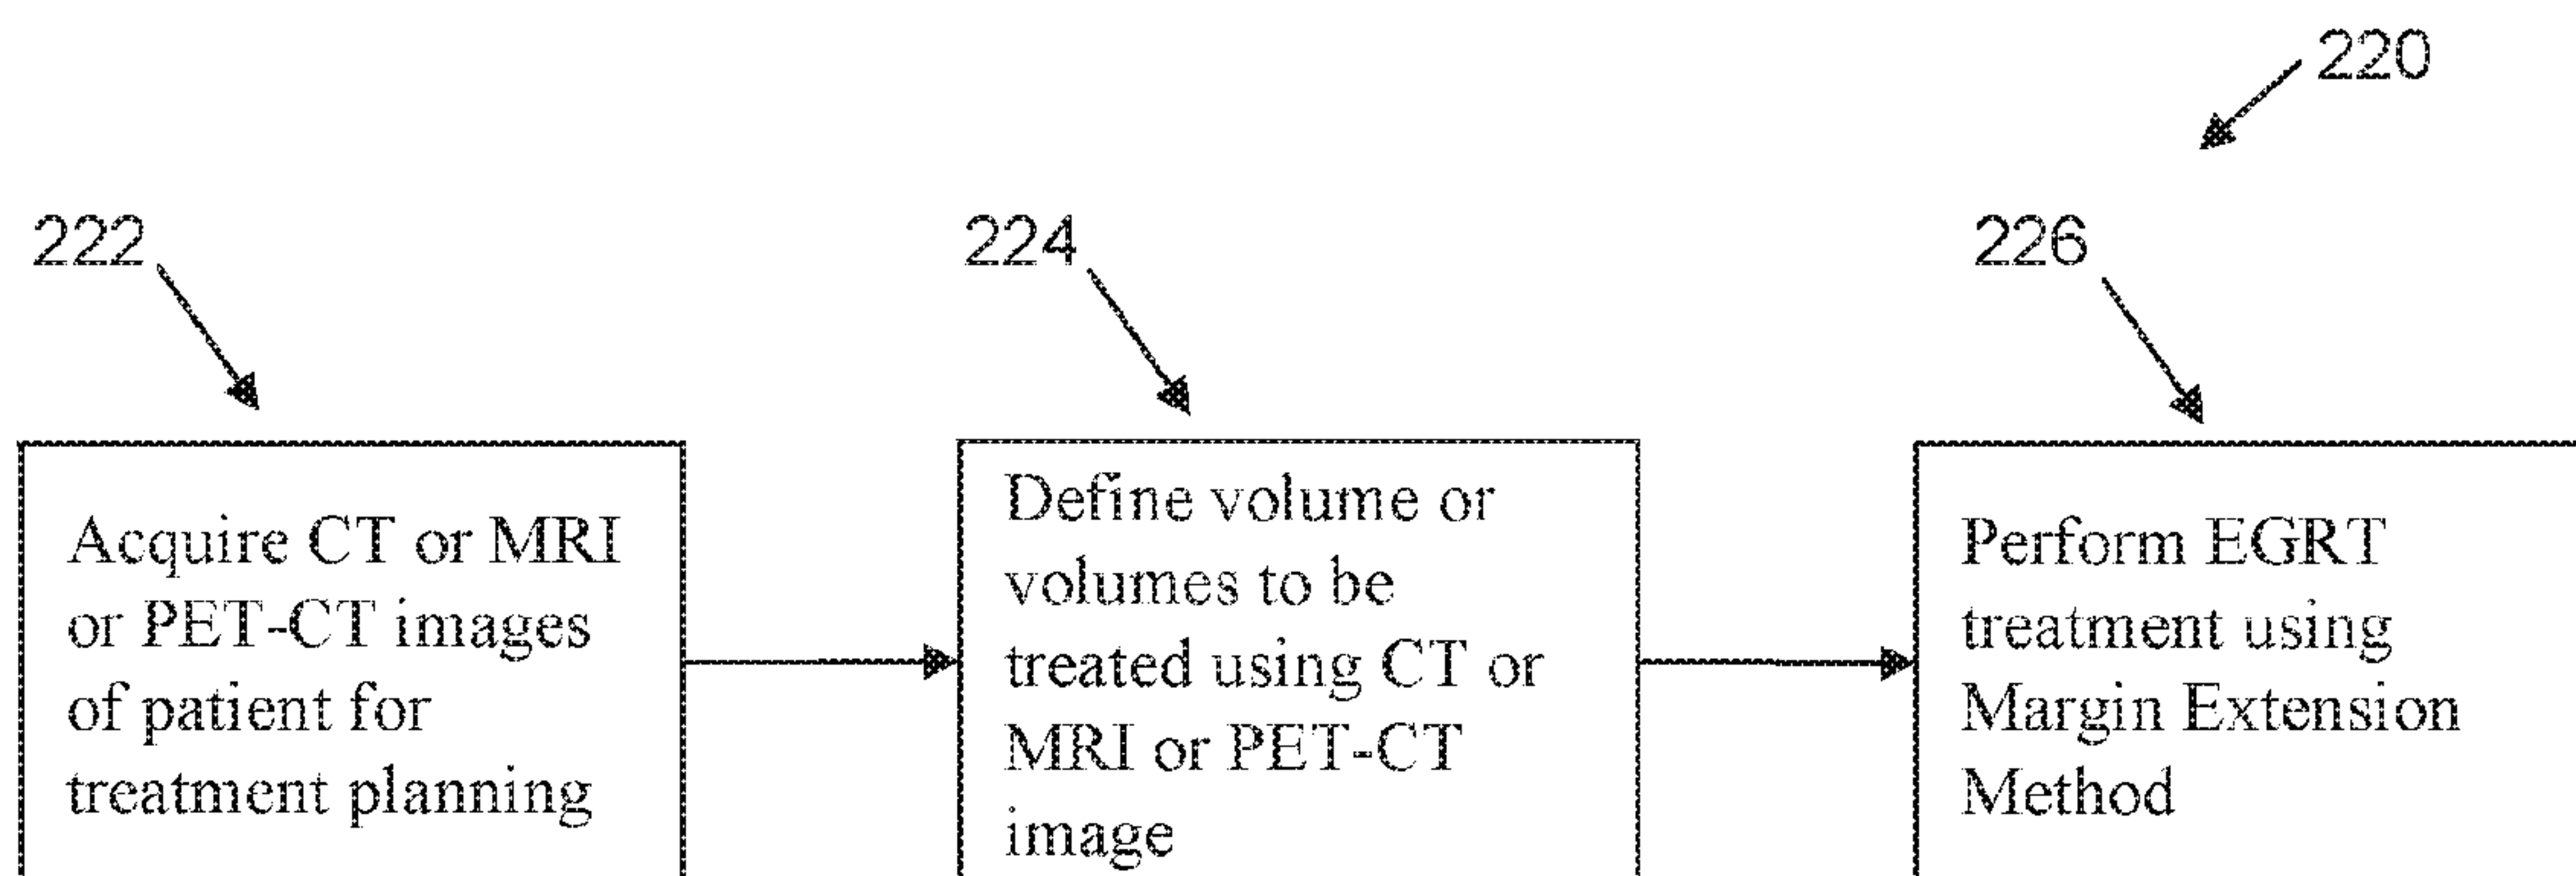 220
222
224
226
Acquire CT or MRI
or PET-CT images
of patient for
treatment planning
Define volume or
volumes to be
treated using CT or
MRI or PET-CT
image
Perform EGRT
treatment using
Margin Extension
Method